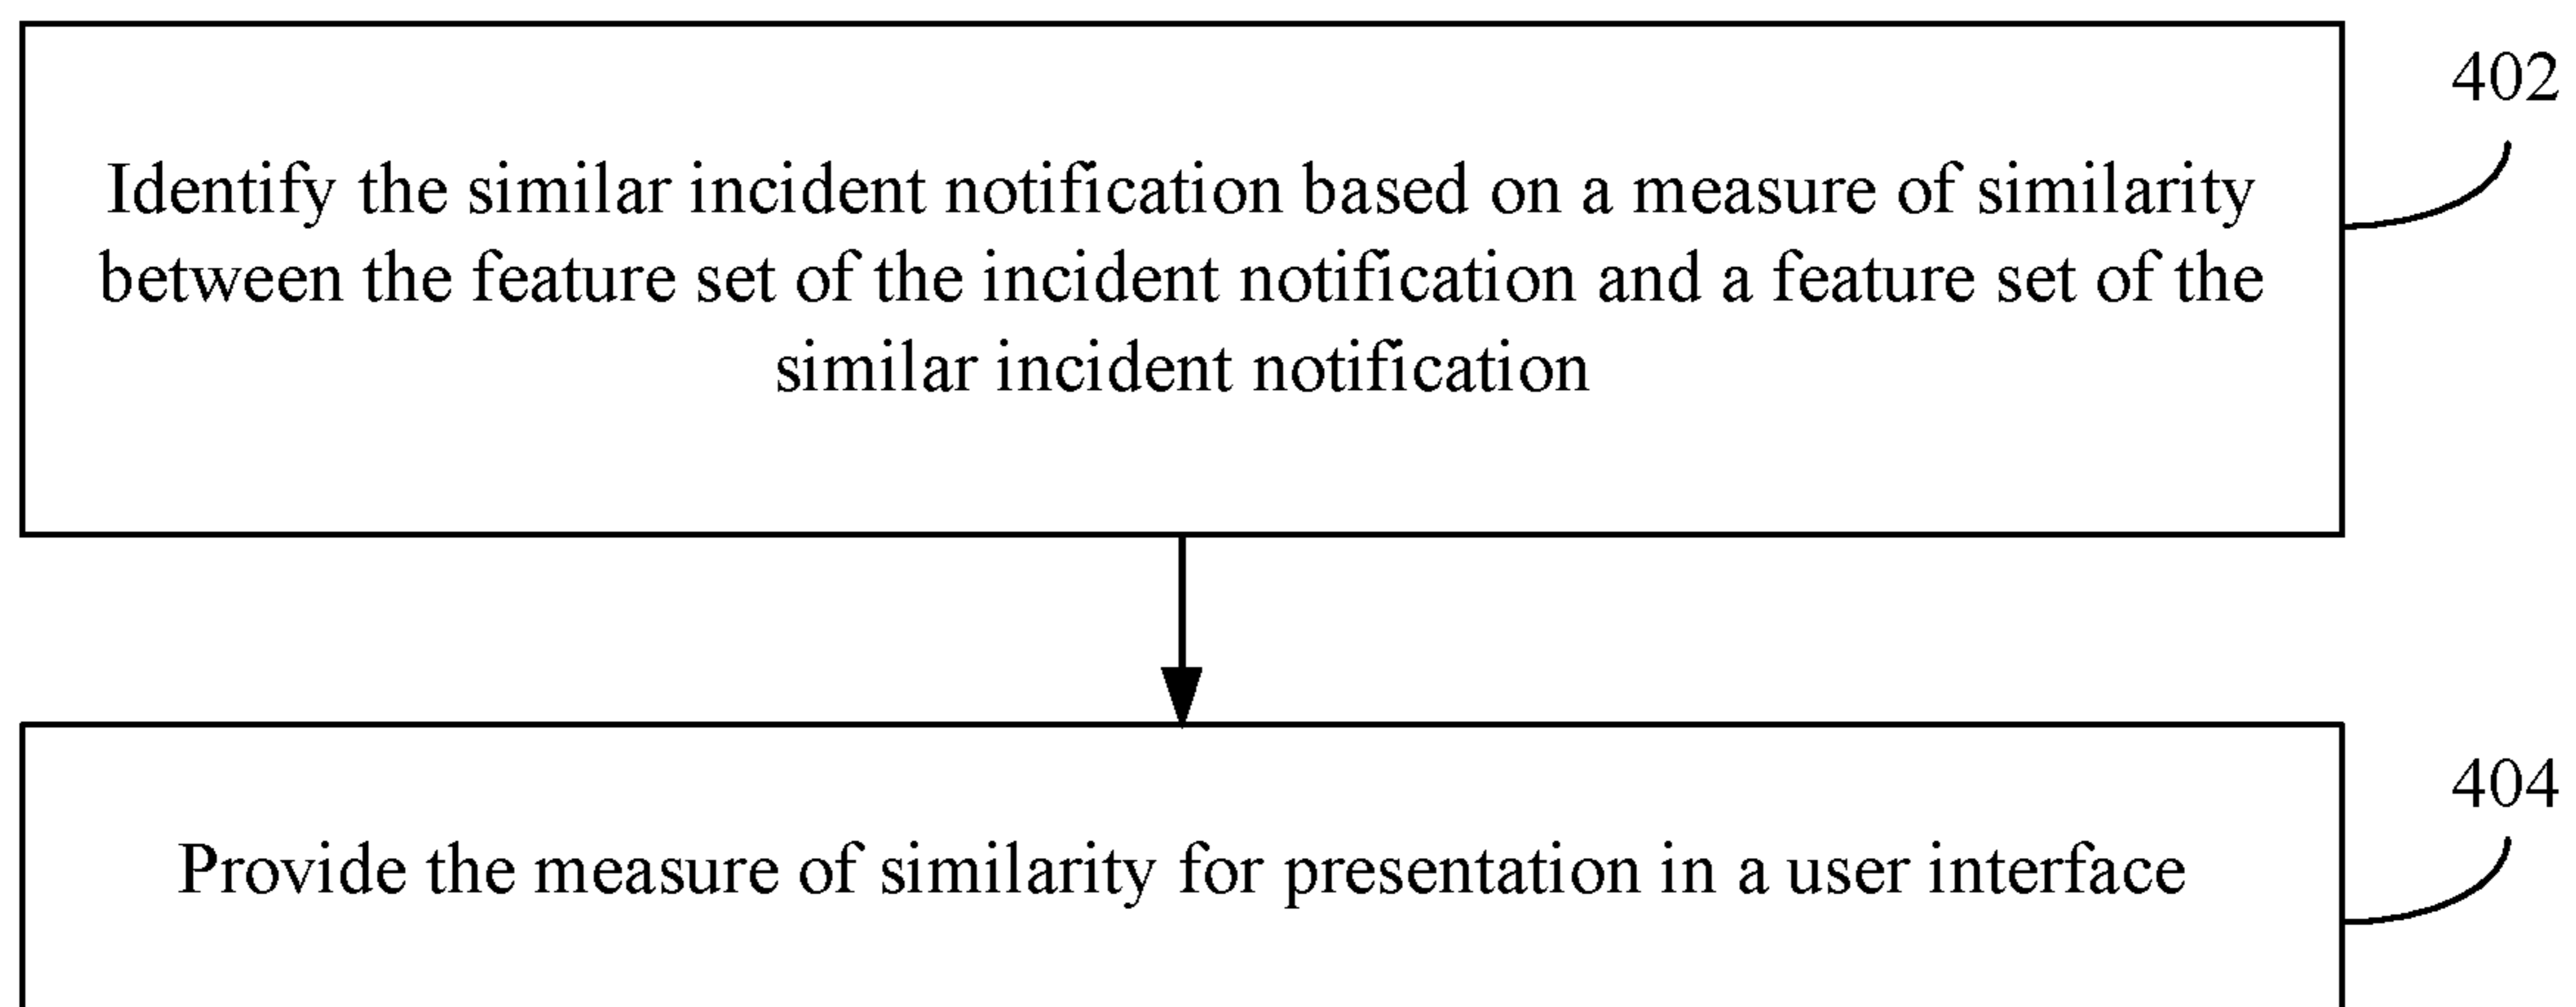 402
Identify the similar incident notification based on a measure of similarity
between the feature set of the incident notification and a feature set of the
similar incident notification
404
Provide the measure of similarity for presentation in a user interface